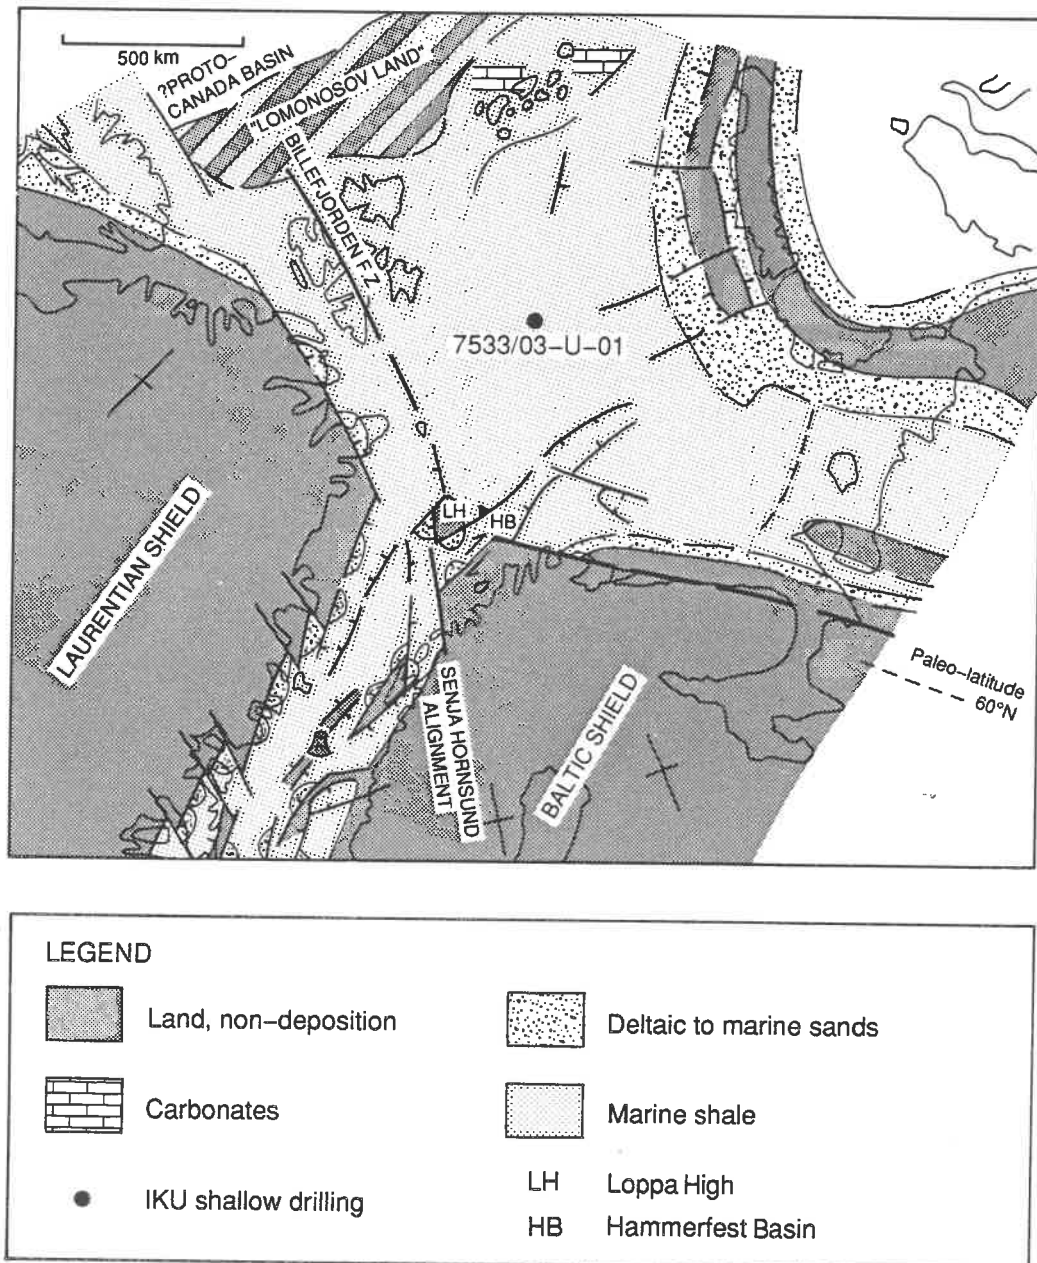 500 km
?PROTO-
CANADA BASIN
"LOMONOSOV LAND"
BILLEFJORDEN F.Z
7533/03-U-01
LH
HB
LAURENTIAN SHIELD
SENJA HORNSUND
ALIGNMENT
BALTIC SHIELD
Paleo-latitude
60°N
LEGEND
Land, non-deposition
Deltaic to marine sands
Carbonates
Marine shale
IKU shallow drilling
LH Loppa High
HB Hammerfest Basin